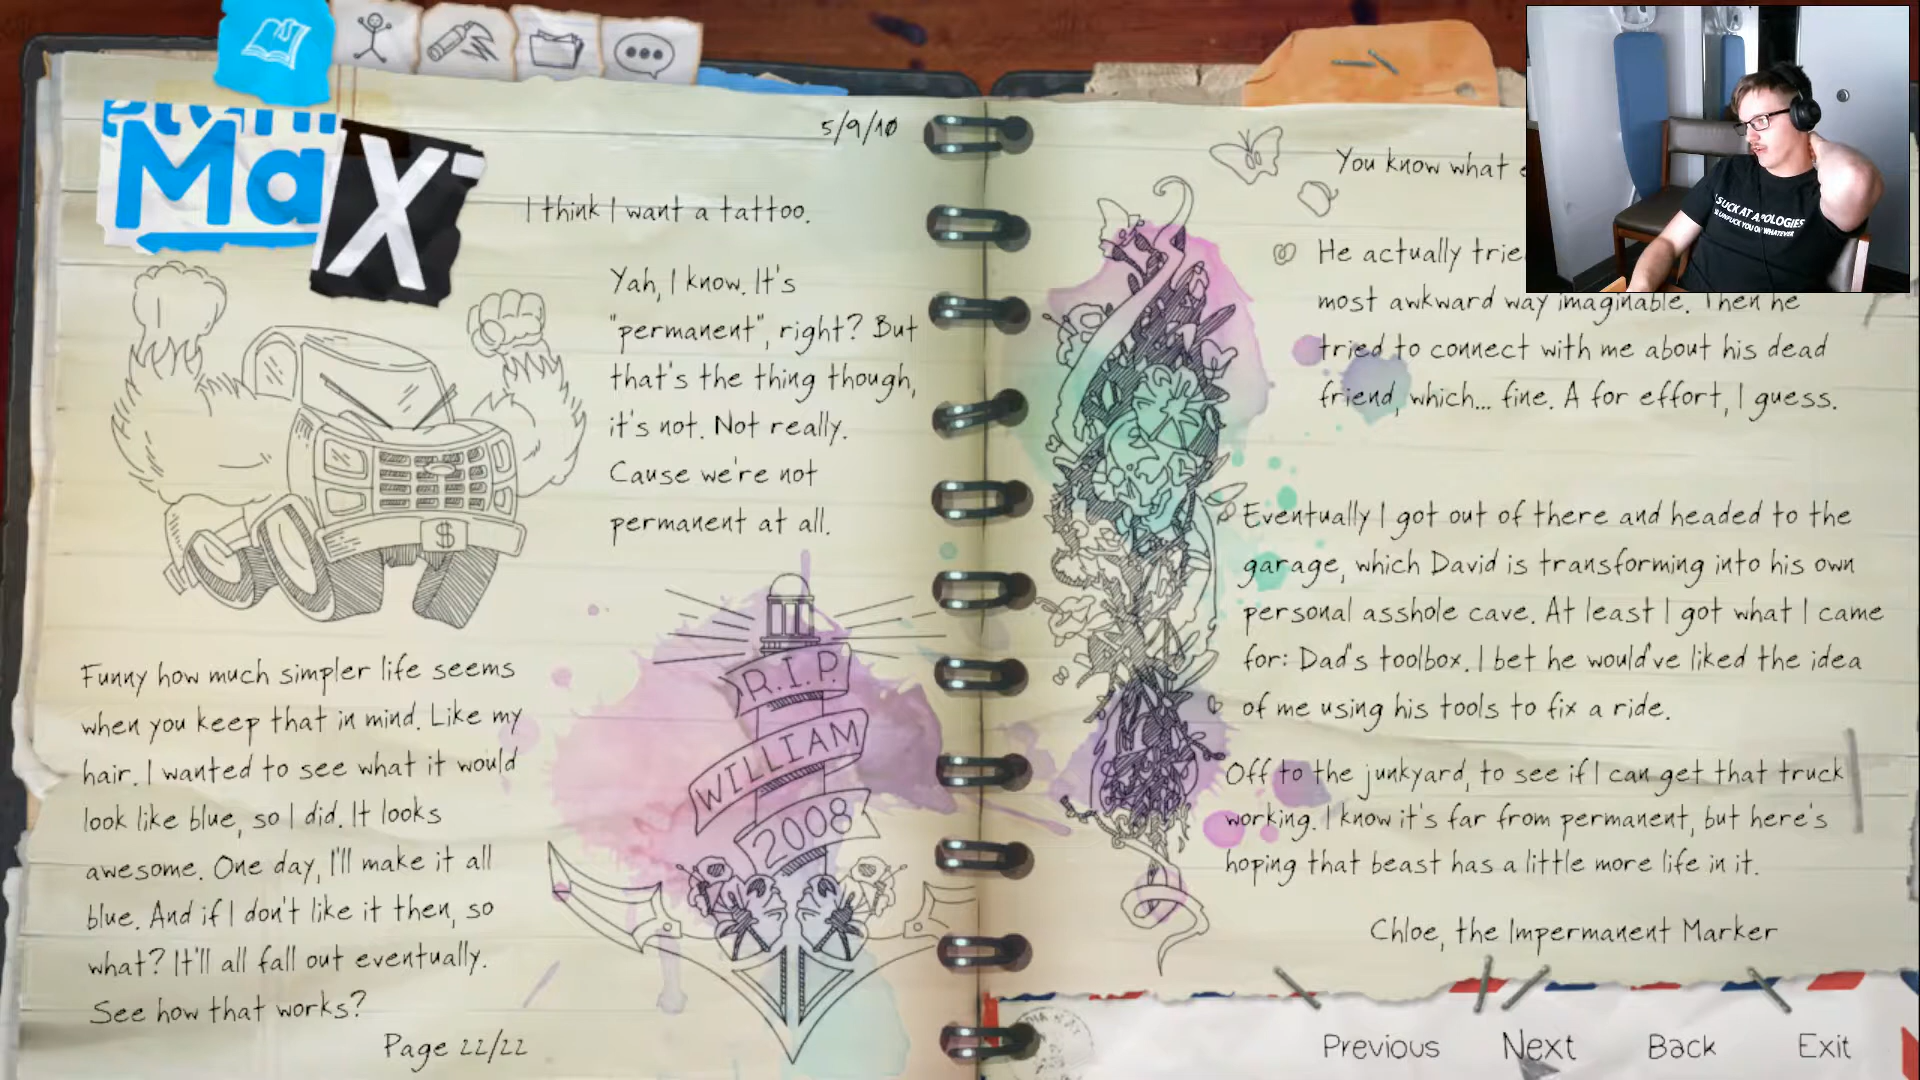 Ma
X
5/9/10
I think I want a tattoo.
Yah, I know. It's
"permanent", right? But
that's the thing though,
it's not. Not really.
Cause we're not
permanent at all.
$
R.I.P.
WILLIAM
2008
Funny how much simpler life seems
when you keep that in mind. Like my
hair. I wanted to see what it would
look like blue, so I did. It looks
awesome. One day, I'll make it all
blue. And if I don't like it then, so
what? It'll all fall out eventually.
See how that works?
Page 22/22
You know what
He actually trie
most awkward way imaginable. Then he
tried to connect with me about his dead
friend, which... fine. A for effort, I guess.
Eventually I got out of there and headed to the
garage, which David is transforming into his own
personal asshole cave. At least I got what I came
for: Dad's toolbox. I bet he would've liked the idea
of me using his tools to fix a ride.
Off to the junkyard, to see if I can get that truck
working. I know it's far from permanent, but here's
hoping that beast has a little more life in it.
Chloe, the Impermanent Marker
Previous Next Back Exit
I SUCK AT APOLOGIES
SO UNFUCK YOU OR WHATEVER